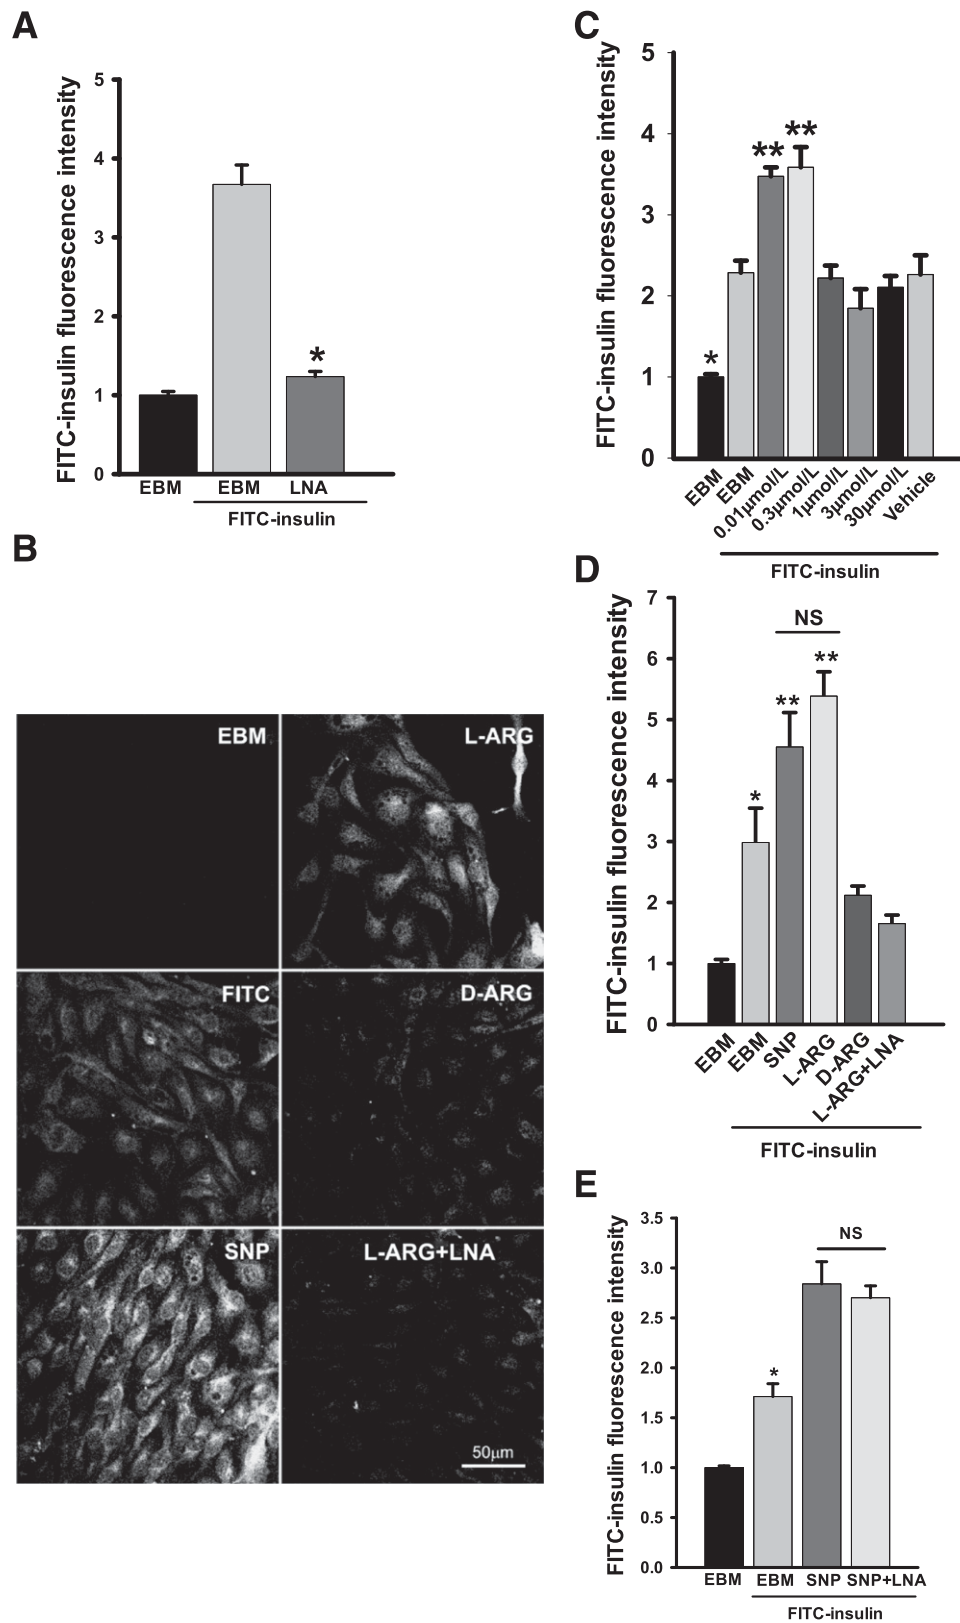 A
FITC-insulin fluorescence intensity
5
4
3
2
1
0
*
EBM EBM LNA
FITC-insulin
B
EBM
L-ARG
FITC
D-ARG
SNP
L-ARG+LNA
50μm
C
FITC-insulin fluorescence intensity
5
4
3
2
1
0
*
**
**
EBM
EBM
0.01μmol/L
0.3μmol/L
1μmol/L
3μmol/L
30μmol/L
Vehicle
FITC-insulin
D
FITC-insulin fluorescence intensity
7
6
5
4
3
2
1
0
NS
*
**
**
EBM
EBM
SNP
L-ARG
D-ARG
L-ARG+LNA
FITC-insulin
E
FITC-insulin fluorescence intensity
3.5
3.0
2.5
2.0
1.5
1.0
0.5
0.0
NS
*
EBM EBM SNP SNP+LNA
FITC-insulin